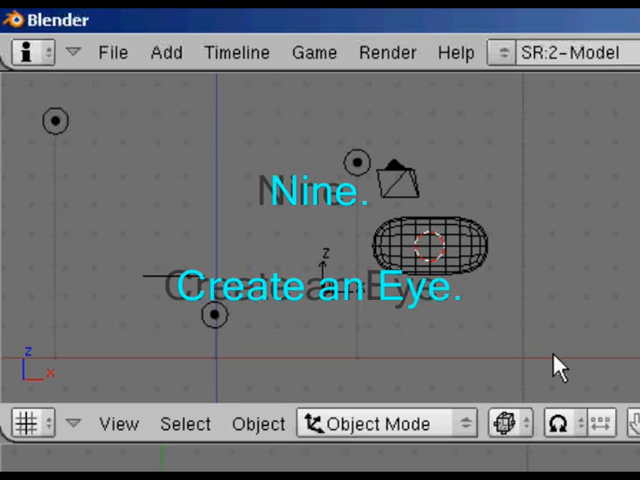 Blender
File Add Timeline Game Render Help SR:2-Model
Nine.
z
Create an Eye.
z
x
View Select Object Object Mode